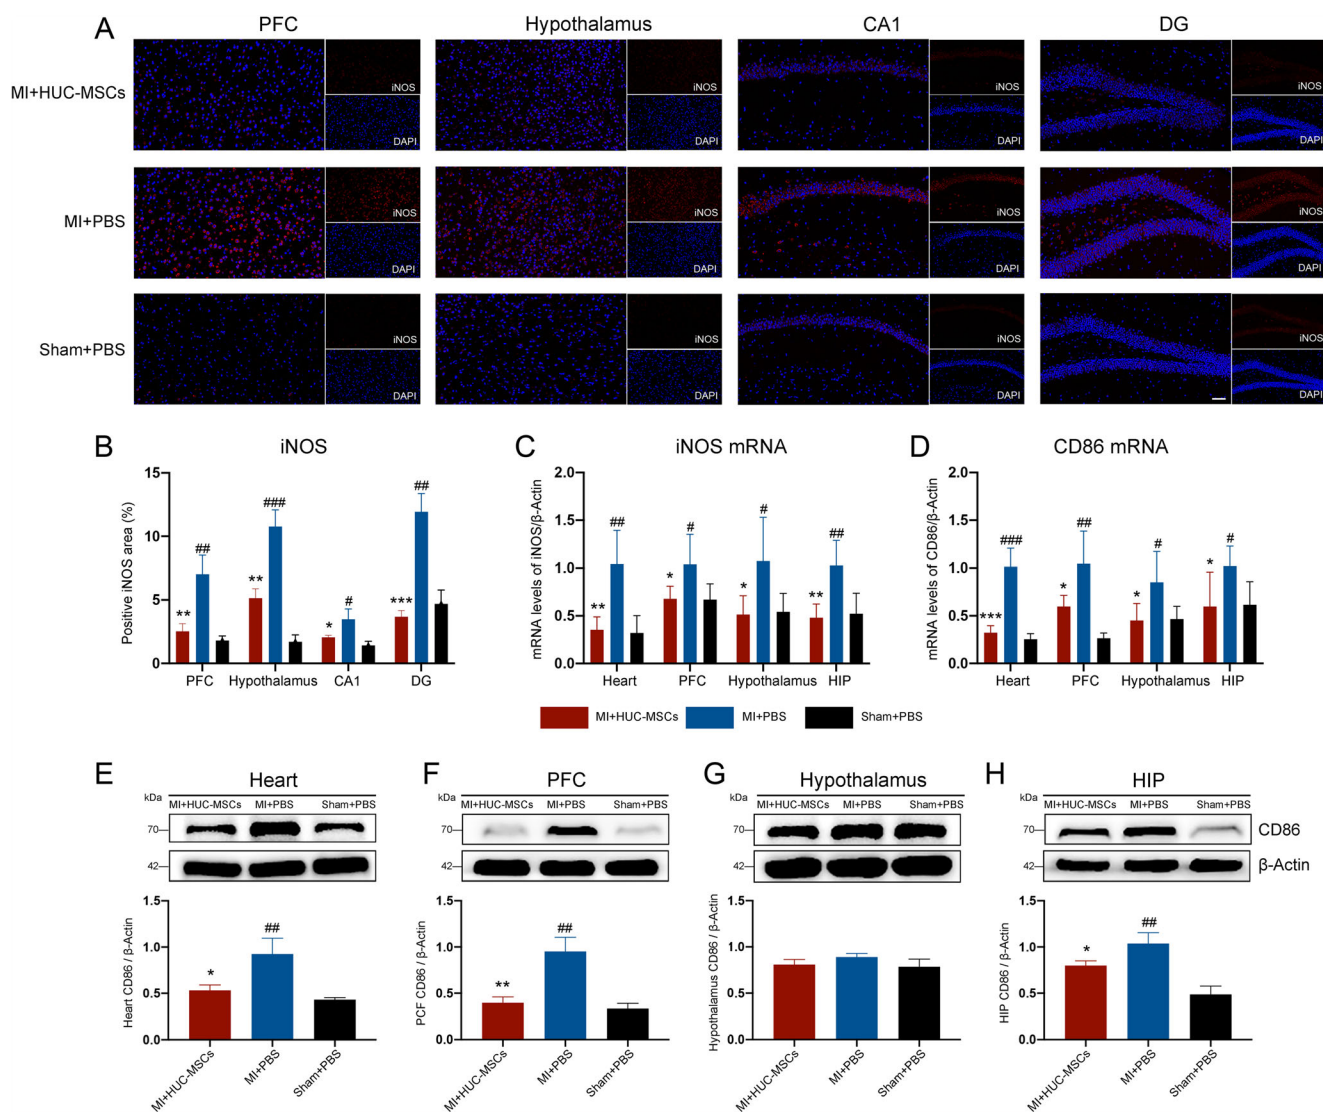 A
PFC
Hypothalamus
CA1
DG
MI+HUC-MSCs
iNOS
DAPI
iNOS
DAPI
iNOS
DAPI
iNOS
DAPI
MI+PBS
iNOS
DAPI
iNOS
DAPI
iNOS
DAPI
iNOS
DAPI
Sham+PBS
iNOS
DAPI
iNOS
DAPI
iNOS
DAPI
iNOS
DAPI
B
iNOS
Positive iNOS area (%)
15
10
5
0
** ## ** ### * # *** ##
PFC Hypothalamus CA1 DG
C
iNOS mRNA
mRNA levels of iNOS/β-Actin
2.0
1.5
1.0
0.5
0.0
** ## * # * # ** ##
Heart PFC Hypothalamus HIP
D
CD86 mRNA
mRNA levels of CD86/β-Actin
2.0
1.5
1.0
0.5
0.0
*** ### * ## * # * #
Heart PFC Hypothalamus HIP
MI+HUC-MSCs MI+PBS Sham+PBS
E
Heart
kDa
MI+HUC-MSCs MI+PBS Sham+PBS
70
42
Heart CD86 / β-Actin
1.5
1.0
0.5
0.0
* ##
MI+HUC-MSCs MI+PBS Sham+PBS
F
PFC
kDa
MI+HUC-MSCs MI+PBS Sham+PBS
70
42
PCF CD86 / β-Actin
1.5
1.0
0.5
0.0
** ##
MI+HUC-MSCs MI+PBS Sham+PBS
G
Hypothalamus
kDa
MI+HUC-MSCs MI+PBS Sham+PBS
70
42
Hypothalamus CD86 / β-Actin
1.5
1.0
0.5
0.0
MI+HUC-MSCs MI+PBS Sham+PBS
H
HIP
kDa
MI+HUC-MSCs MI+PBS Sham+PBS
70
CD86
42
β-Actin
HIP CD86 / β-Actin
1.5
1.0
0.5
0.0
* ##
MI+HUC-MSCs MI+PBS Sham+PBS